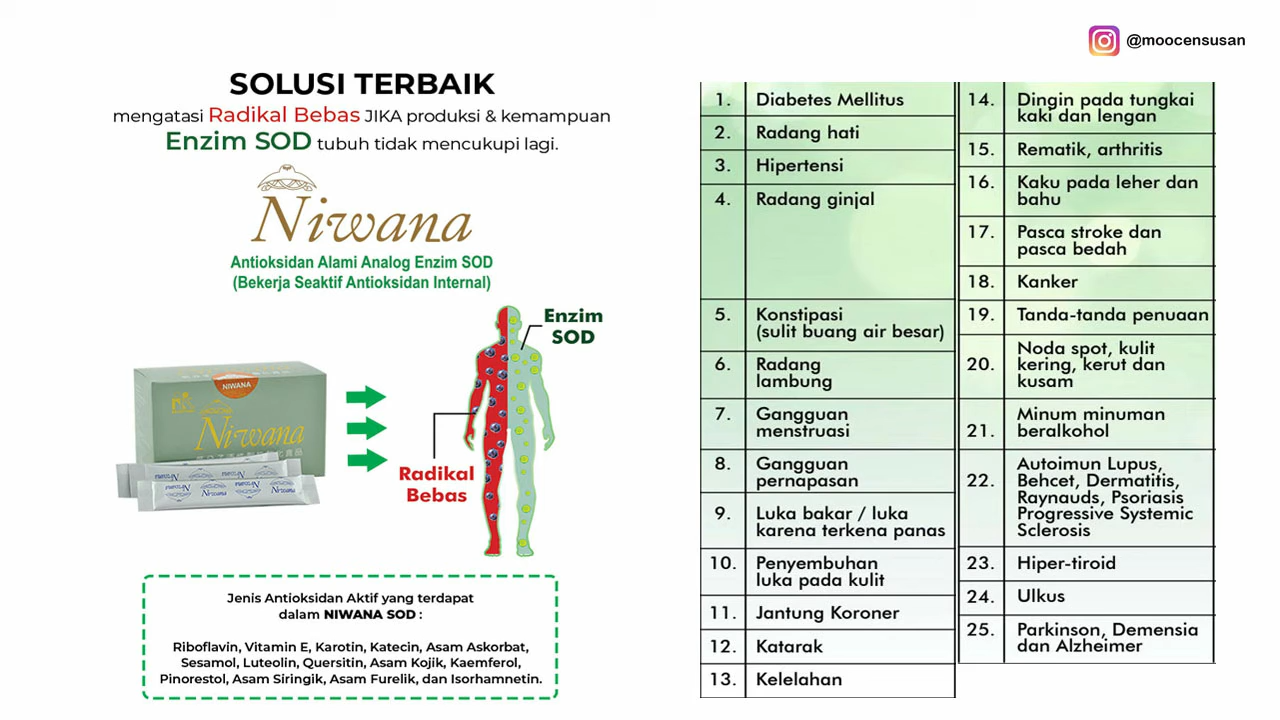 @moocensusan
SOLUSI TERBAIK
mengatasi Radikal Bebas JIKA produksi & kemampuan
Enzim SOD tubuh tidak mencukupi lagi.
Niwana
Antioksidan Alami Analog Enzim SOD
(Bekerja Seaktif Antioksidan Internal)
Enzim
SOD
NIWANA
Niwana
Niwana
Radikal
Bebas
Jenis Antioksidan Aktif yang terdapat
dalam NIWANA SOD :
Riboflavin, Vitamin E, Karotin, Katecin, Asam Askorbat,
Sesamol, Luteolin, Quersitin, Asam Kojik, Kaemferol,
Pinorestol, Asam Siringik, Asam Furelik, dan Isorhamnetin.
1. Diabetes Mellitus
2. Radang hati
3. Hipertensi
4. Radang ginjal
5. Konstipasi
(sulit buang air besar)
6. Radang
lambung
7. Gangguan
menstruasi
8. Gangguan
pernapasan
9. Luka bakar / luka
karena terkena panas
10. Penyembuhan
luka pada kulit
11. Jantung Koroner
12. Katarak
13. Kelelahan
14. Dingin pada tungkai
kaki dan lengan
15. Rematik, arthritis
16. Kaku pada leher dan
bahu
17. Pasca stroke dan
pasca bedah
18. Kanker
19. Tanda-tanda penuaan
20. Noda spot, kulit
kering, kerut dan
kusam
21. Minum minuman
beralkohol
22. Autoimun Lupus,
Behcet, Dermatitis,
Raynauds, Psoriasis
Progressive Systemic
Sclerosis
23. Hiper-tiroid
24. Ulkus
25. Parkinson, Demensia
dan Alzheimer